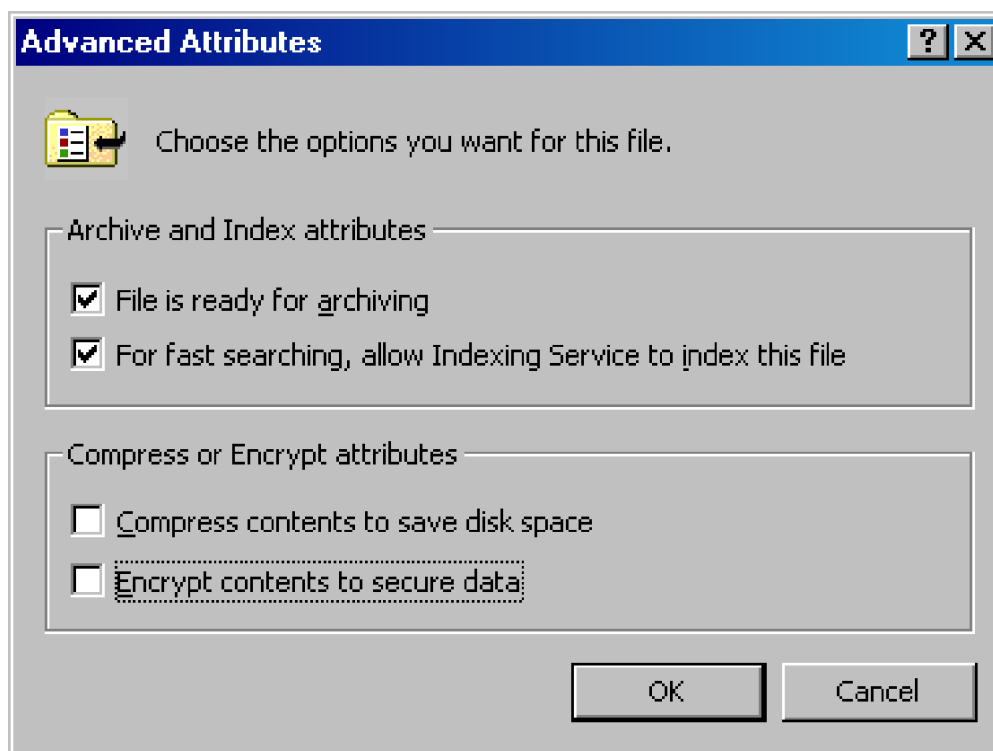 Advanced Attributes
Choose the options you want for this file.
Archive and Index attributes
File is ready for archiving
For fast searching, allow Indexing Service to index this file
Compress or Encrypt attributes
Compress contents to save disk space
Encrypt contents to secure data
OK
Cancel